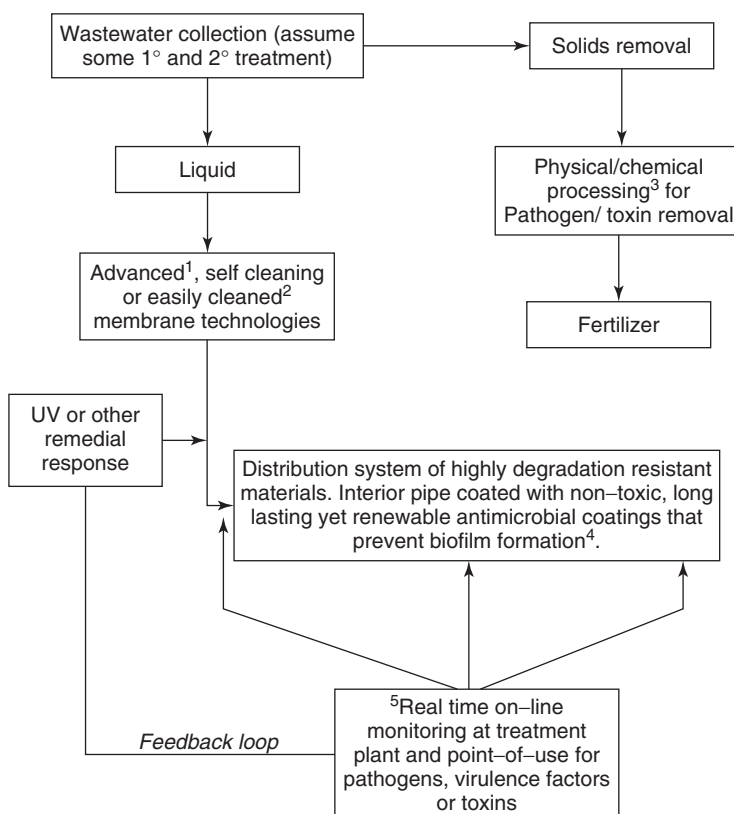 Wastewater collection (assume
some 1° and 2° treatment)
Solids removal
Liquid
Physical/chemical
processing³ for
Pathogen/ toxin removal
Advanced¹, self cleaning
or easily cleaned²
membrane technologies
Fertilizer
UV or other
remedial
response
Distribution system of highly degradation resistant
materials. Interior pipe coated with non–toxic, long
lasting yet renewable antimicrobial coatings that
prevent biofilm formation⁴.
Feedback loop
⁵Real time on–line
monitoring at treatment
plant and point–of–use for
pathogens, virulence factors
or toxins